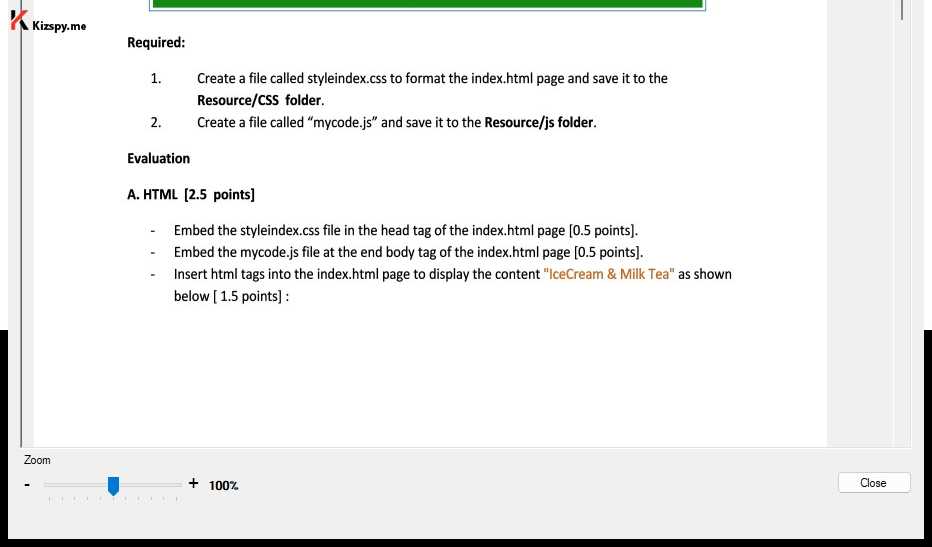 Kizspy.me
Required:
1. Create a file called styleindex.css to format the index.html page and save it to the
Resource/CSS folder.
2. Create a file called “mycode.js” and save it to the Resource/js folder.
Evaluation
A. HTML [2.5 points]
- Embed the styleindex.css file in the head tag of the index.html page [0.5 points].
- Embed the mycode.js file at the end body tag of the index.html page [0.5 points].
- Insert html tags into the index.html page to display the content "IceCream & Milk Tea" as shown
below [ 1.5 points] :
Zoom
- + 100%
Close